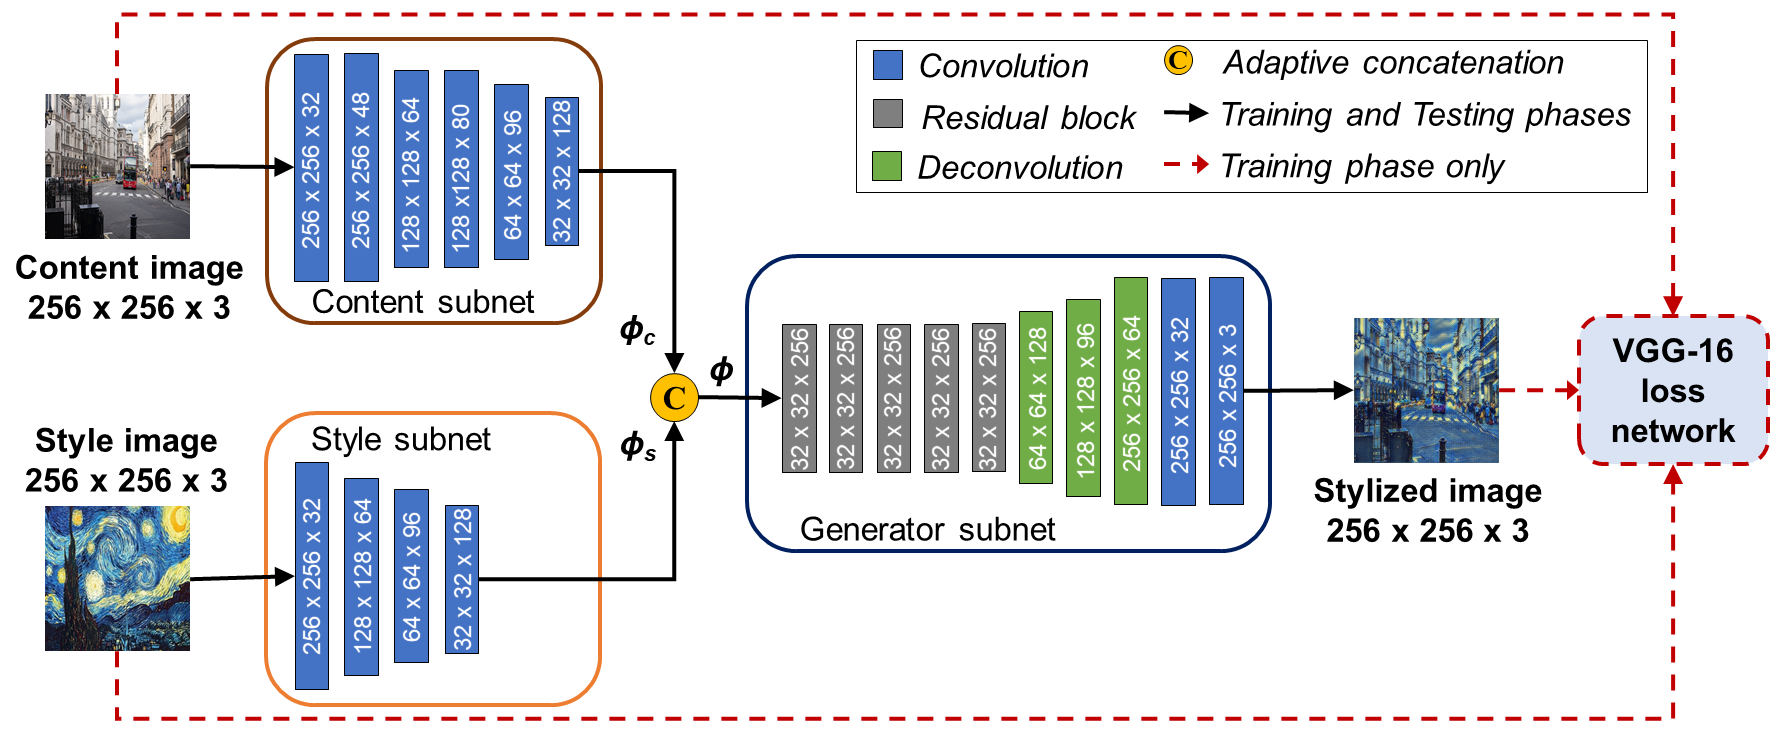 Content image
256 x 256 x 3
256 x 256 x 32
256 x 256 x 48
128 x 128 x 64
128 x128 x 80
64 x 64 x 96
32 x 32 x 128
Content subnet
Convolution
Residual block
Deconvolution
C
Adaptive concatenation
Training and Testing phases
Training phase only
Style image
256 x 256 x 3
Style subnet
256 x 256 x 32
128 x 128 x 64
64 x 64 x 96
32 x 32 x 128
ϕc
ϕs
C
ϕ
32 x 32 x 256
32 x 32 x 256
32 x 32 x 256
32 x 32 x 256
32 x 32 x 256
64 x 64 x 128
128 x 128 x 96
256 x 256 x 64
256 x 256 x 32
256 x 256 x 3
Generator subnet
Stylized image
256 x 256 x 3
VGG-16
loss
network